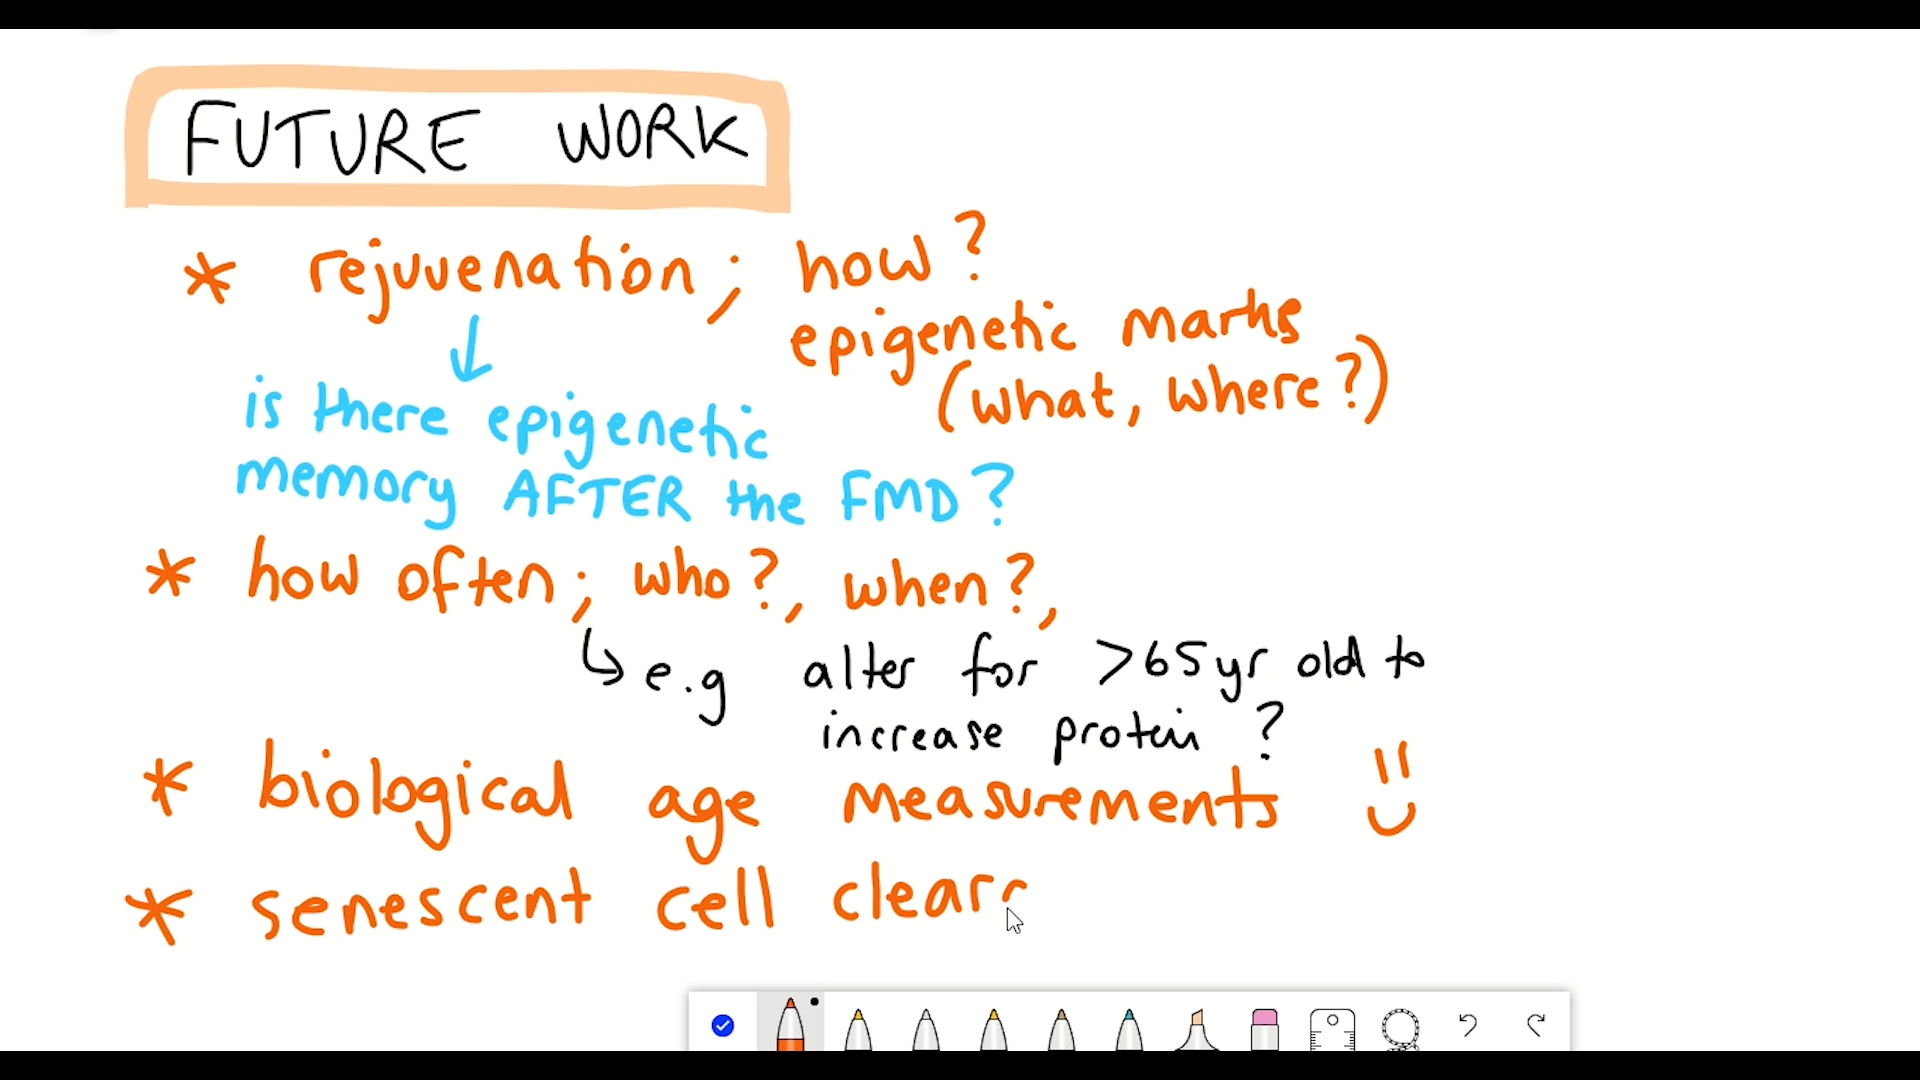 FUTURE WORK
* rejuvenation; how?
epigenetic marks
(what, where?)
↓
is there epigenetic
memory AFTER the FMD?
* how often; who?, when?,
↳ e.g alter for >65yr old to
increase protein?
* biological age measurements
* senescent cell clear